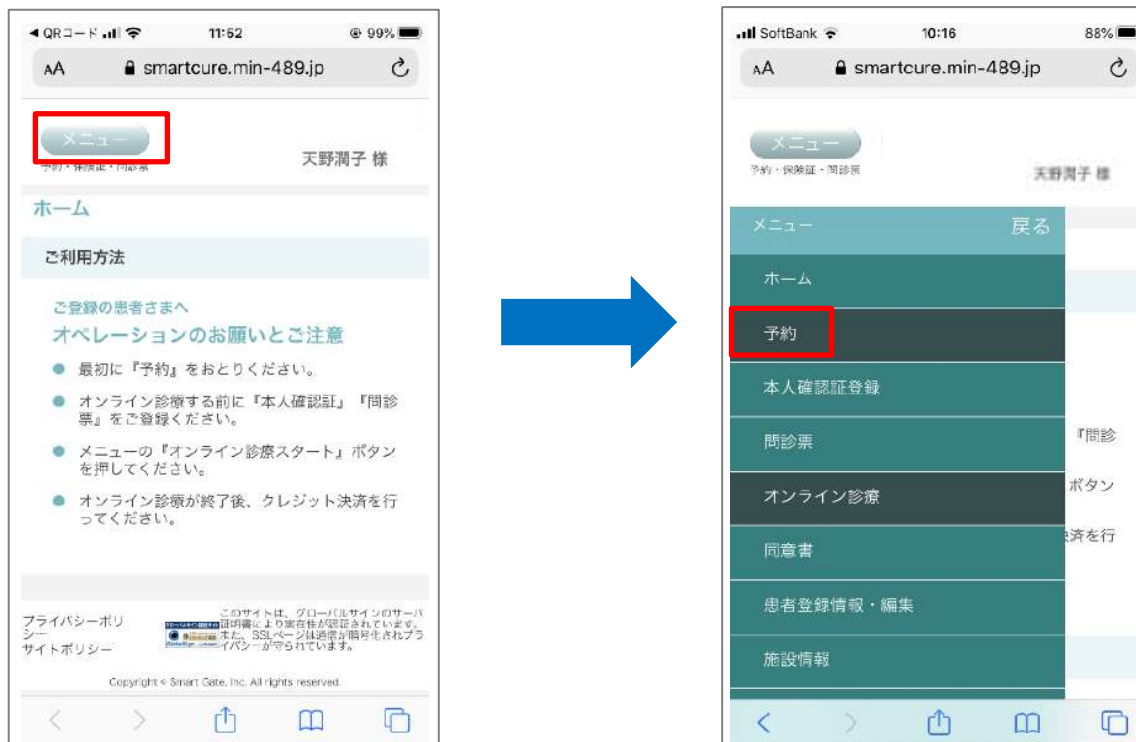 QRコード
11:52
99%
AA
smartcure.min-489.jp
メニュー
予約・保険証・問診票
天野潤子 様
ホーム
ご利用方法
ご登録の患者さまへ
オペレーションのお願いとご注意
最初に『予約』をおとりください。
オンライン診療する前に『本人確認証』『問診
票』をご登録ください。
メニューの『オンライン診療スタート』ボタン
を押してください。
オンライン診療が終了後、クレジット決済を行
ってください。
プライバシーポリ
シー
サイトポリシー
このサイトは、グローバルサインのサーバ
証明書により実在性が認証されています。
また、SSLページは通信が暗号化されプラ
イバシーが守られています。
Copyright © Smart Gate, Inc. All rights reserved.
SoftBank
10:16
88%
AA
smartcure.min-489.jp
メニュー
予約・保険証・問診票
天野潤子 様
メニュー
戻る
ホーム
予約
本人確認証登録
問診票
『問診
オンライン診療
ボタン
同意書
済を行
患者登録情報・編集
施設情報